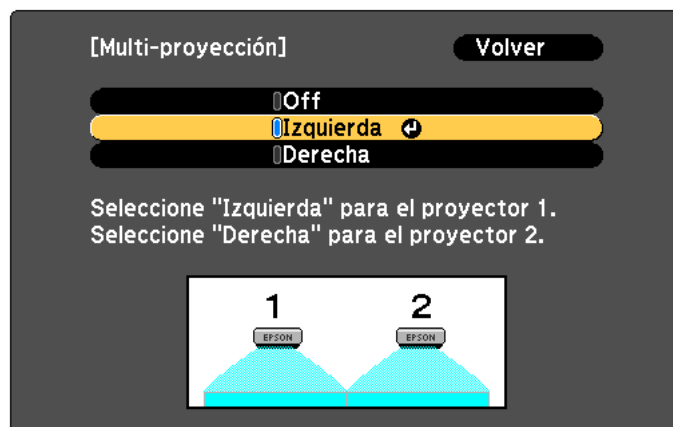 [Multi-proyección] Volver
Off
Izquierda
Derecha
Seleccione "Izquierda" para el proyector 1.
Seleccione "Derecha" para el proyector 2.
1 2
EPSON EPSON